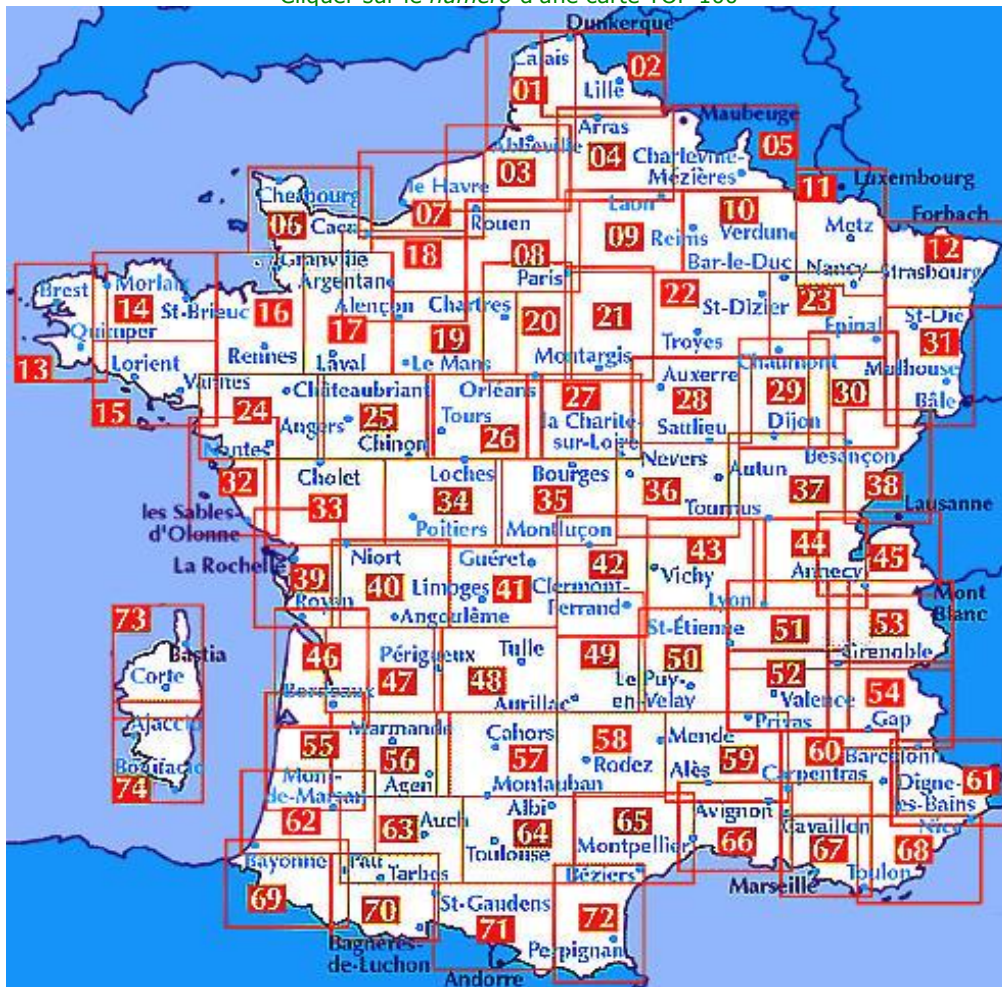 Cliquer sur le numéro d'une carte TOP 100
Dunkerque
Calais
02
01
Lille
Maubeuge
Arras
Abbeville
04
05
03
Charleville-
Mézières
11
Luxembourg
Cherbourg
le Havre
07
Rouen
Laon
10
Forbach
06
Caen
18
08
09
Reims
Verdun
Metz
12
Granville
Paris
Bar-le-Duc
Nancy
Strasbourg
Brest
Morlaix
14
St-Brieuc
16
Argentan
17
Alençon
Chartres
19
20
21
22
St-Dizier
23
Epinal
St-Dié
31
Quimper
13
Lorient
Rennes
Laval
Le Mans
Montargis
Troyes
Chaumont
Mulhouse
15
Vannes
Châteaubriant
Orléans
27
Auxerre
28
29
30
Bâle
24
Angers
25
Tours
26
la Charité-
sur-Loire
Saulieu
Dijon
Nantes
Chinon
Besançon
32
Cholet
33
Loches
34
Bourges
35
Nevers
36
Autun
37
38
les Sables-
d'Olonne
Poitiers
Montluçon
Tournus
Lausanne
La Rochelle
Niort
Guéret
42
43
44
45
39
40
Limoges
41
Clermont-
Ferrand
Vichy
Annecy
Royan
Angoulême
Lyon
Mont
Blanc
73
Bastia
46
Périgueux
Tulle
49
St-Étienne
50
51
53
Grenoble
Corte
47
48
Le Puy-
en-Velay
52
Valence
54
Bordeaux
Aurillac
Privas
Gap
Ajaccio
55
Marmande
56
Cahors
57
58
Mende
59
60
Barcelonn
Bonifacio
74
Mont-
de-Marsan
Agen
Montauban
Rodez
Alès
Carpentras
Digne-
les-Bains
61
62
63
Auch
Albi
64
65
Avignon
66
Cavaillon
67
Nice
68
Bayonne
Pau
Tarbes
Toulouse
Montpellier
Béziers
Marseille
Toulon
69
70
St-Gaudens
71
72
Bagnères-
de-Luchon
Perpignan
Andorre